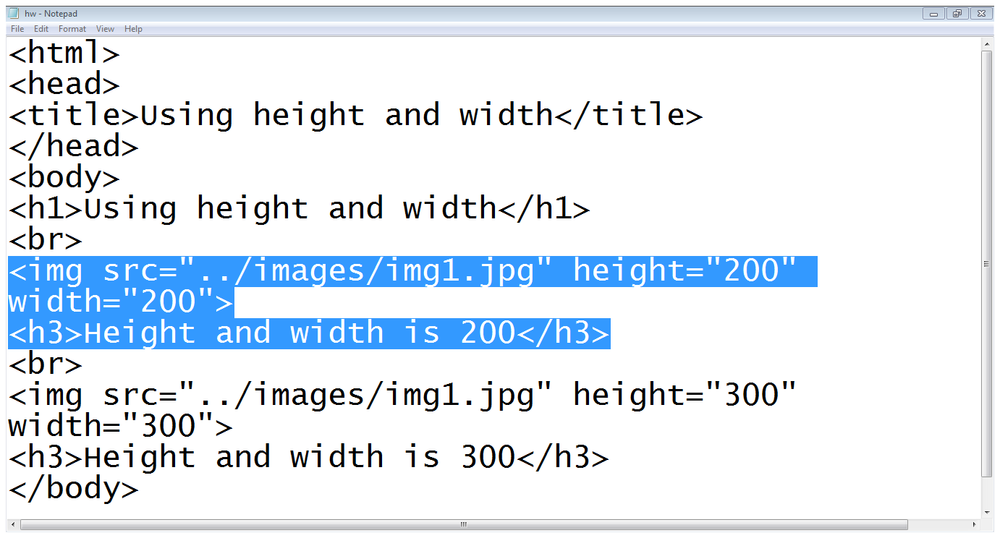 hw - Notepad
File Edit Format View Help
<html>
<head>
<title>Using height and width</title>
</head>
<body>
<h1>Using height and width</h1>
<br>
<img src="../images/img1.jpg" height="200"
width="200">
<h3>Height and width is 200</h3>
<br>
<img src="../images/img1.jpg" height="300"
width="300">
<h3>Height and width is 300</h3>
</body>